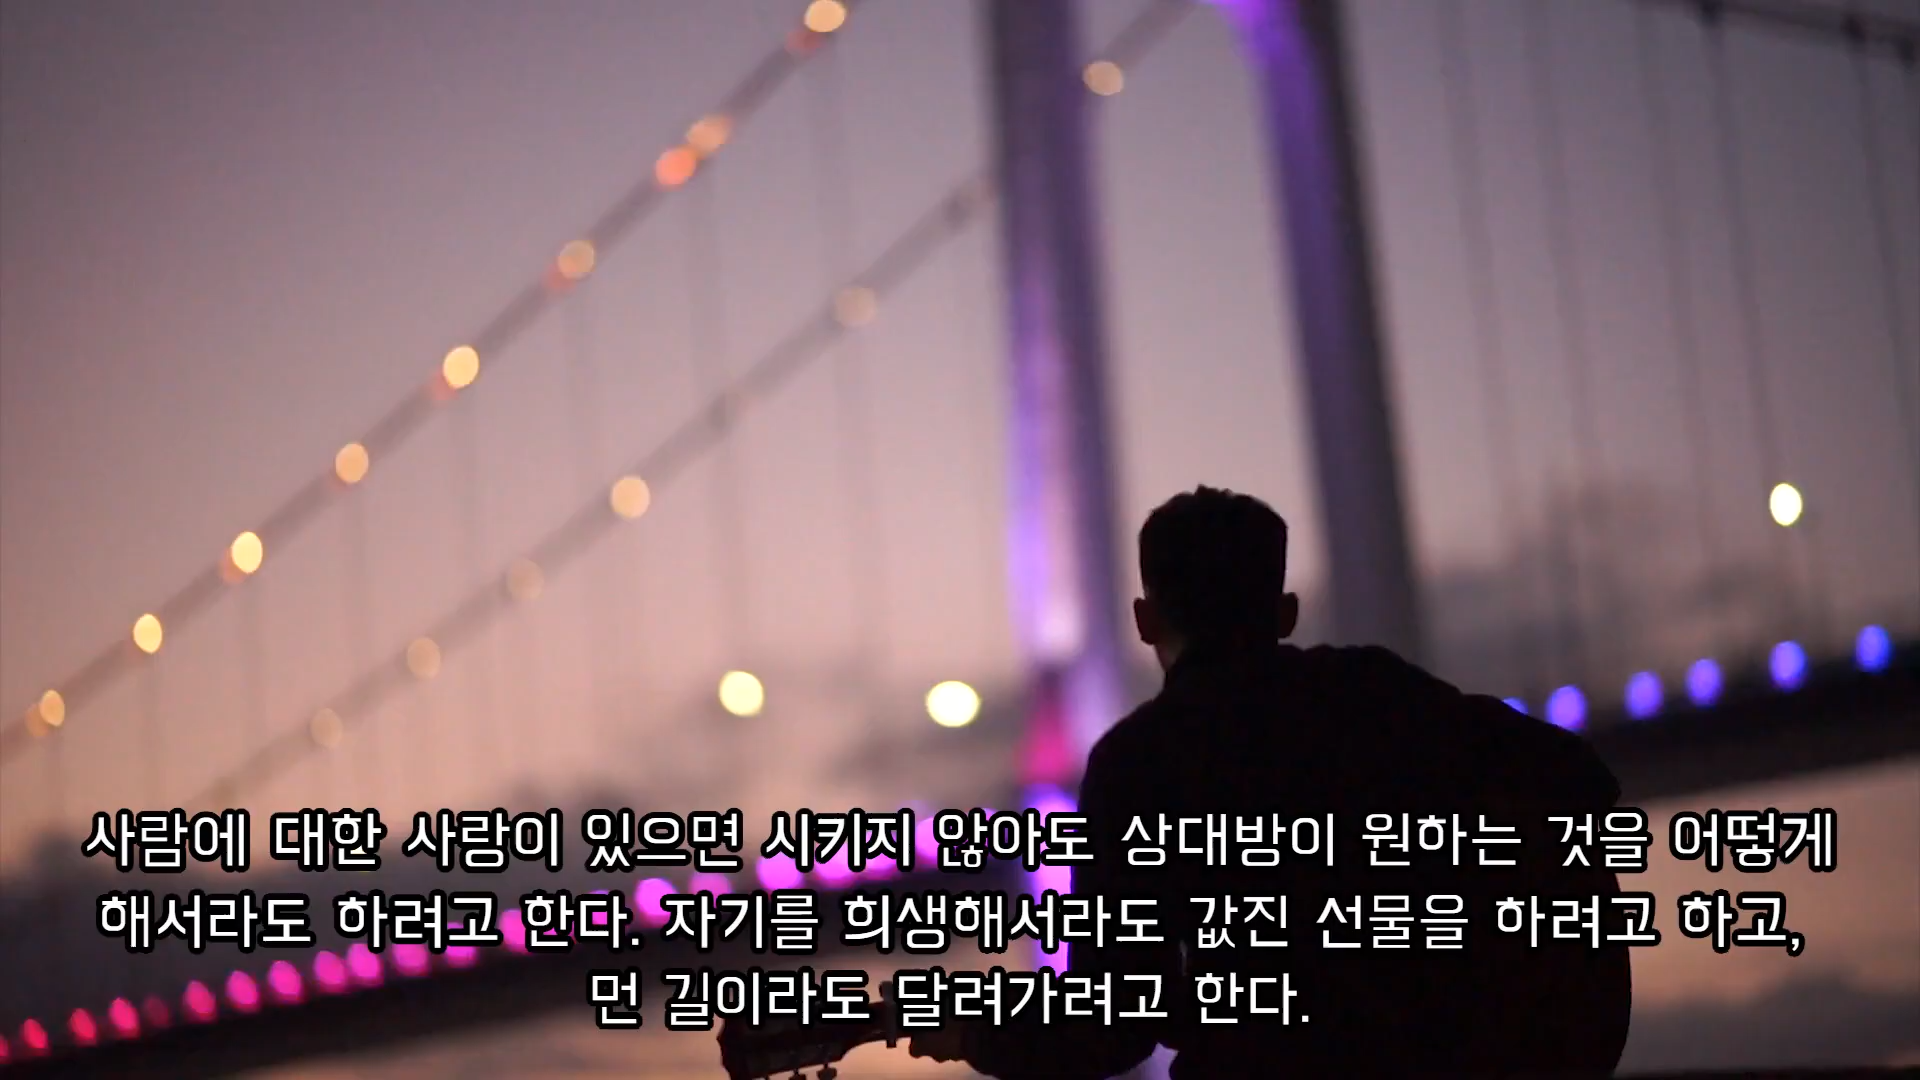 사람에 대한 사랑이 있으면 시키지 않아도 상대방이 원하는 것을 어떻게
해서라도 하려고 한다. 자기를 희생해서라도 값진 선물을 하려고 하고,
먼 길이라도 달려가려고 한다.